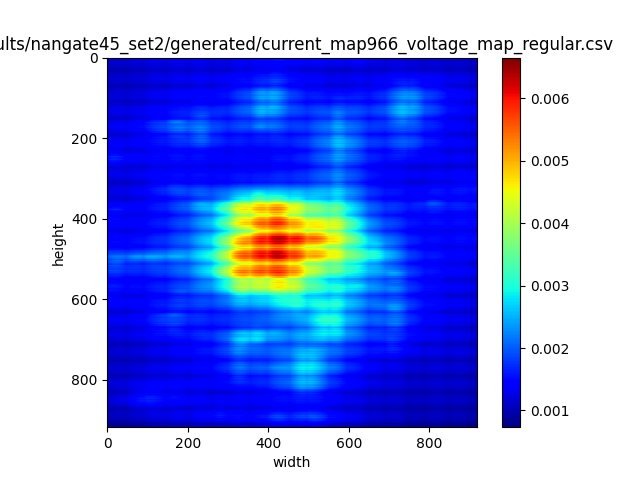 ults/nangate45_set2/generated/current_map966_voltage_map_regular.csv
0
200
400
600
800
height
0 200 400 600 800
width
0.006
0.005
0.004
0.003
0.002
0.001